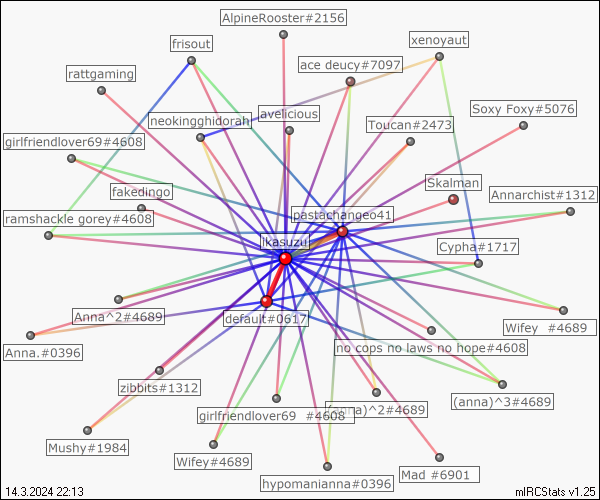 AlpineRooster#2156
frisout
xenoyaut
ace deucy#7097
rattgaming
Soxy Foxy#5076
avelicious
neokingghidorah
Toucan#2473
girlfriendlover69#4608
Skalman
fakedingo
Annarchist#1312
pastachangeo41
ramshackle gorey#4608
ikasuzu
Cypha#1717
Anna^2#4689
default#0617
Wifey #4689
Anna.#0396
no cops no laws no hope#4608
zibbits#1312
(anna)^3#4689
girlfriendlover69 #4608
(anna)^2#4689
Mushy#1984
Wifey#4689
Mad #6901
hypomanianna#0396
14.3.2024 22:13
mIRCStats v1.25